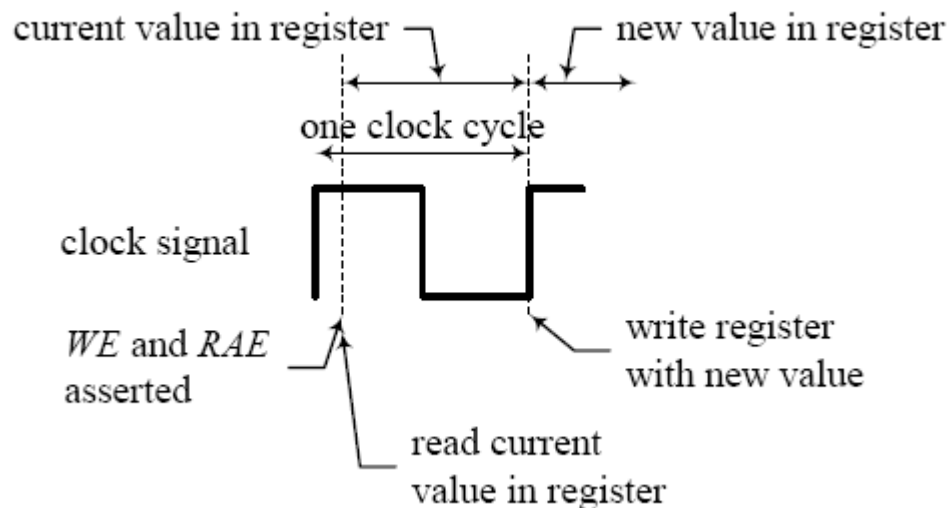 current value in register
new value in register
one clock cycle
clock signal
WE and RAE
asserted
write register
with new value
read current
value in register